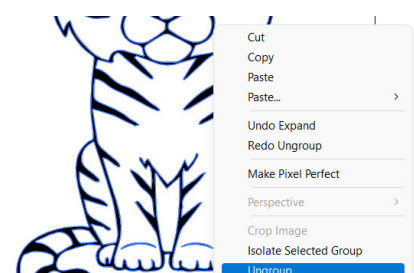 Cut
Copy
Paste
Paste...
Undo Expand
Redo Ungroup
Make Pixel Perfect
Perspective
Crop Image
Isolate Selected Group
Ungroup